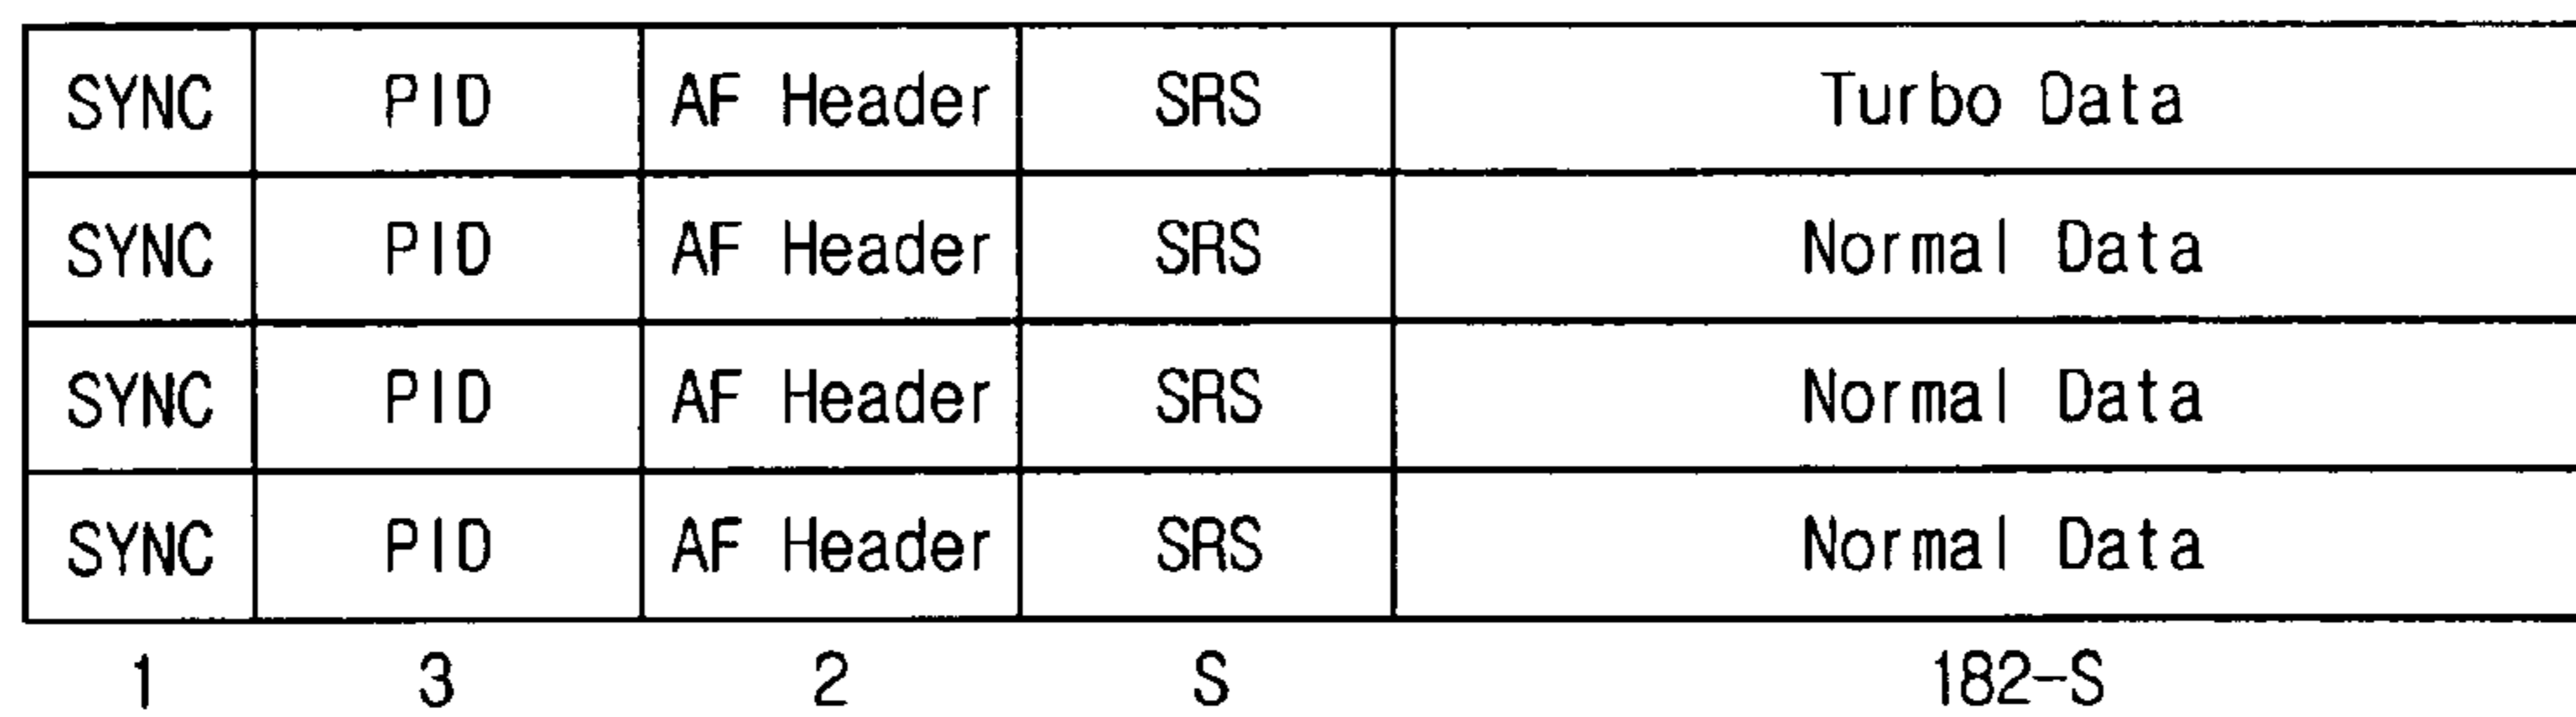 SYNC PID AF Header SRS Turbo Data
SYNC PID AF Header SRS Normal Data
SYNC PID AF Header SRS Normal Data
SYNC PID AF Header SRS Normal Data
1 3 2 S 182-S